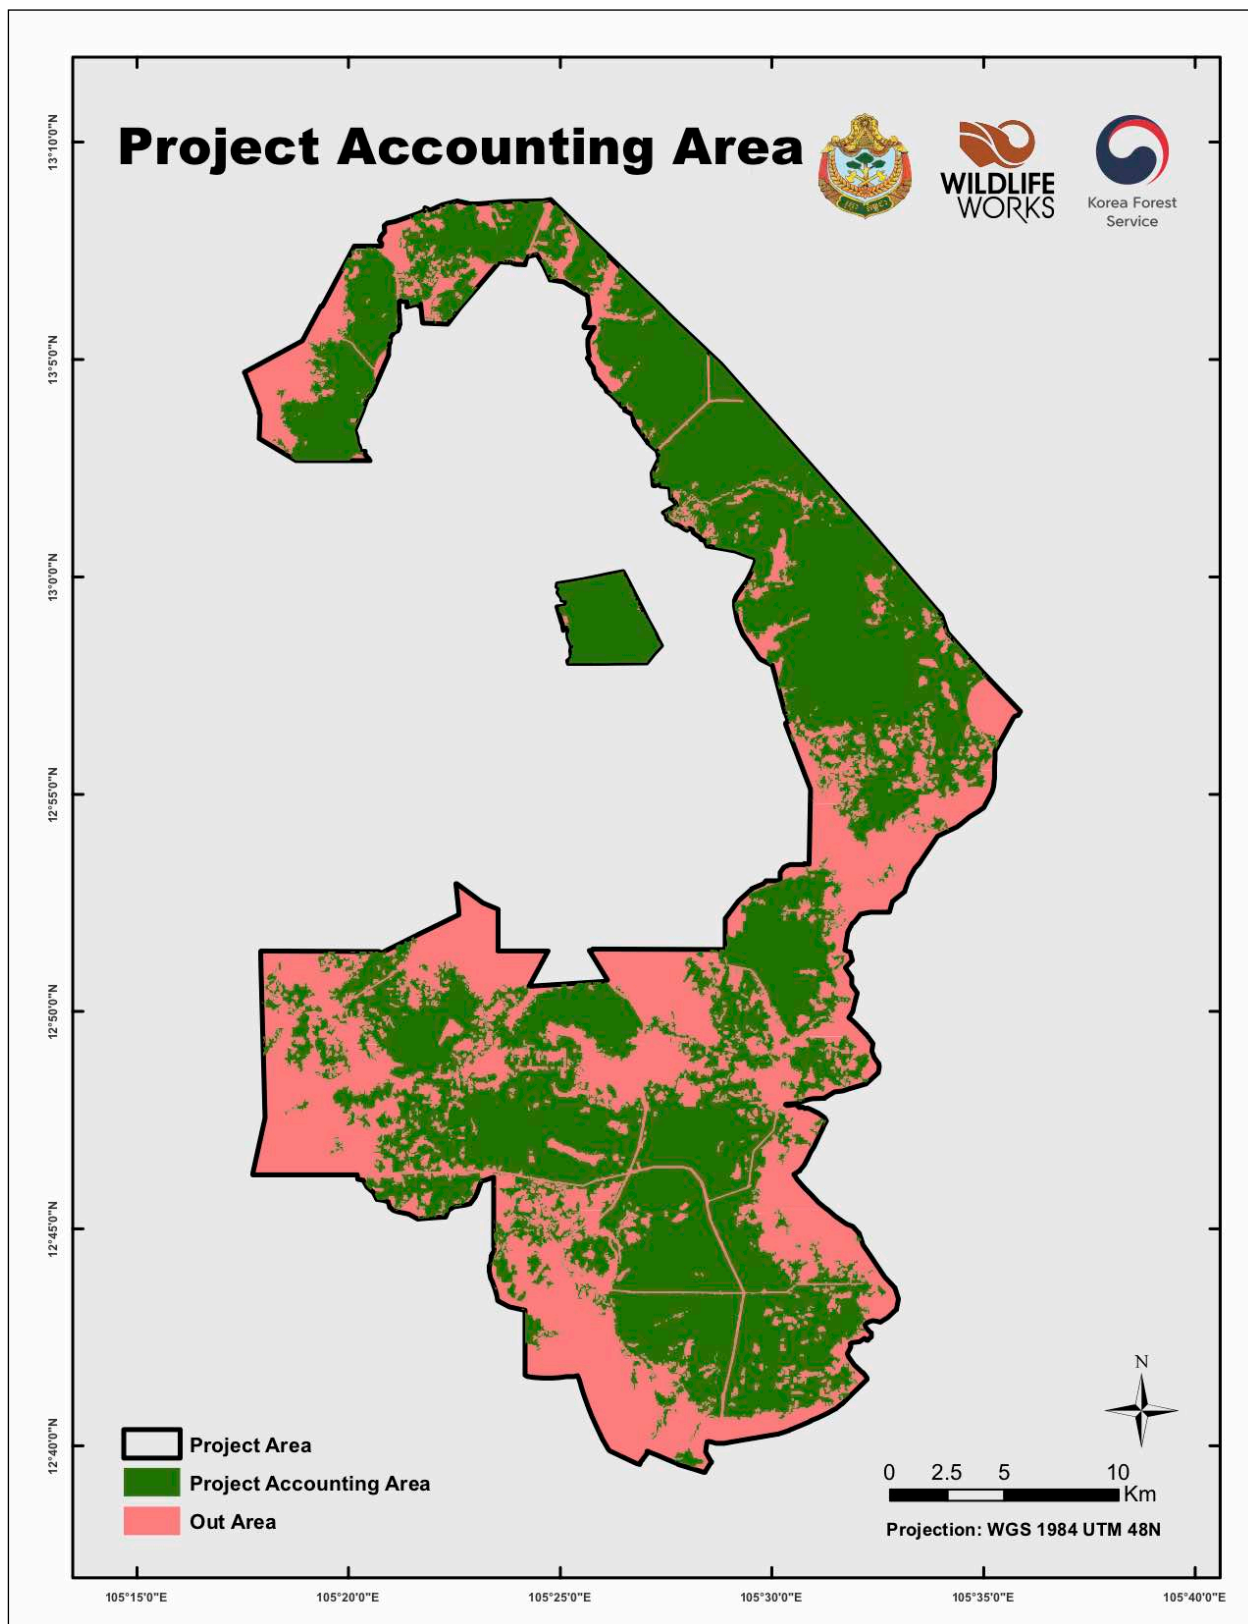 Project Accounting Area
WILDLIFE
WORKS
Korea Forest
Service
13°10'0"N
13°5'0"N
13°0'0"N
12°55'0"N
12°50'0"N
12°45'0"N
12°40'0"N
N
Project Area
Project Accounting Area
Out Area
0 2.5 5 10
Km
Projection: WGS 1984 UTM 48N
105°15'0"E 105°20'0"E 105°25'0"E 105°30'0"E 105°35'0"E 105°40'0"E